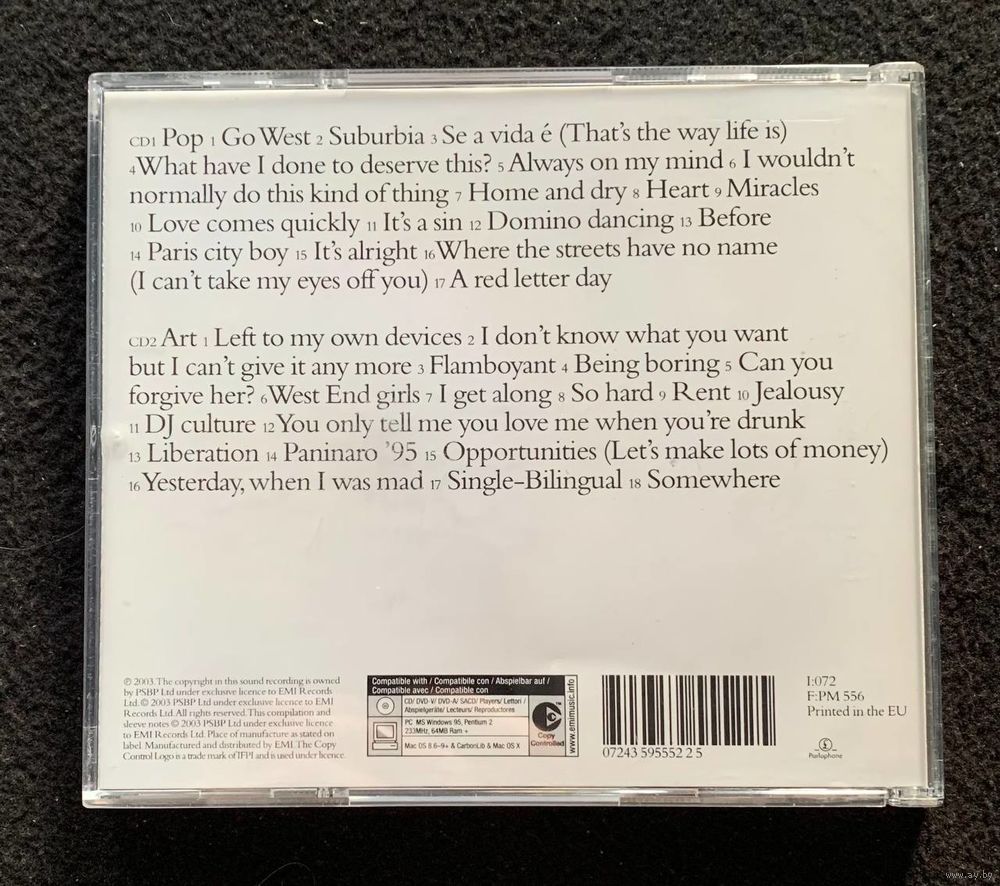 CD1 Pop 1 Go West 2 Suburbia 3 Se a vida é (That's the way life is)
4 What have I done to deserve this? 5 Always on my mind 6 I wouldn't
normally do this kind of thing 7 Home and dry 8 Heart 9 Miracles
10 Love comes quickly 11 It's a sin 12 Domino dancing 13 Before
14 Paris city boy 15 It's alright 16 Where the streets have no name
(I can't take my eyes off you) 17 A red letter day
CD2 Art 1 Left to my own devices 2 I don't know what you want
but I can't give it any more 3 Flamboyant 4 Being boring 5 Can you
forgive her? 6 West End girls 7 I get along 8 So hard 9 Rent 10 Jealousy
11 DJ culture 12 You only tell me you love me when you're drunk
13 Liberation 14 Paninaro '95 15 Opportunities (Let's make lots of money)
16 Yesterday, when I was mad 17 Single-Bilingual 18 Somewhere
℗ 2003. The copyright in this sound recording is owned
by PSBP Ltd under exclusive licence to EMI Records
Ltd. © 2003 PSBP Ltd under exclusive licence to EMI
Records Ltd. All rights reserved. This compilation and
sleeve notes © 2003 PSBP Ltd under exclusive licence
to EMI Records Ltd. Place of manufacture as stated on
label. Manufactured and distributed by EMI. The Copy
Control Logo is a trade mark of IFPI and is used under licence.
Compatible with / Compatibile con / Abspielbar auf /
Compatible avec / Compatible con
CD/ DVD-V/ DVD-A/ SACD/ Players/ Lettori /
Abspielgeräte/ Lecteurs/ Reproductores
PC MS Windows 95, Pentium 2
233MHz, 64MB Ram +
Mac OS 8.6-9+ & CarbonLib & Mac OS X
Copy
Controlled
www.emimusic.info
07243 595552 2 5
I:072
F:PM 556
Printed in the EU
Parlophone
www.ay.by